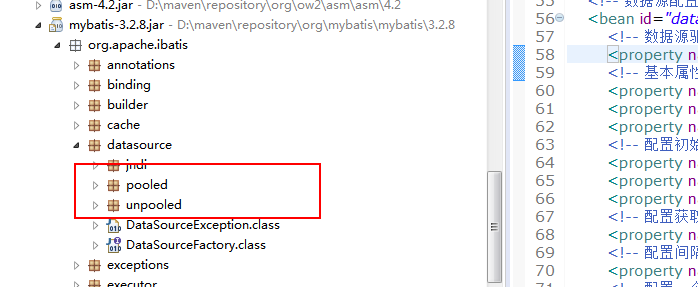 asm-4.2.jar - D:\maven\repository\org\ow2\asm\asm\4.2
mybatis-3.2.8.jar - D:\maven\repository\org\mybatis\mybatis\3.2.8
org.apache.ibatis
annotations
binding
builder
cache
datasource
jndi
pooled
unpooled
DataSourceException.class
DataSourceFactory.class
exceptions
executor
55 <!-- 数据源配
56 <bean id="data
57 <!-- 数据源驱
58 <property n
59 <!-- 基本属性
60 <property n
61 <property n
62 <property n
63 <!-- 配置初始
64 <property n
65 <property n
66 <property n
67 <!-- 配置获取
68 <property n
69 <!-- 配置间隔
70 <property n
71